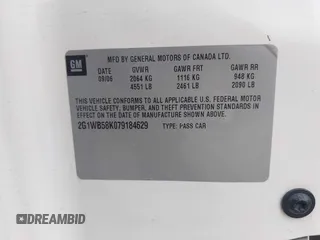 GM
MFD BY GENERAL MOTORS OF CANADA LTD.
DATE GVWR GAWR FRT GAWR RR
09/06 2064 KG 1116 KG 948 KG
4551 LB 2461 LB 2090 LB
THIS VEHICLE CONFORMS TO ALL APPLICABLE U.S. FEDERAL MOTOR
VEHICLE SAFETY, BUMPER, AND THEFT PREVENTION STANDARDS IN
EFFECT ON THE DATE OF MANUFACTURE SHOWN ABOVE.
2G1WB58K079184629 TYPE: PASS CAR
DREAMBID